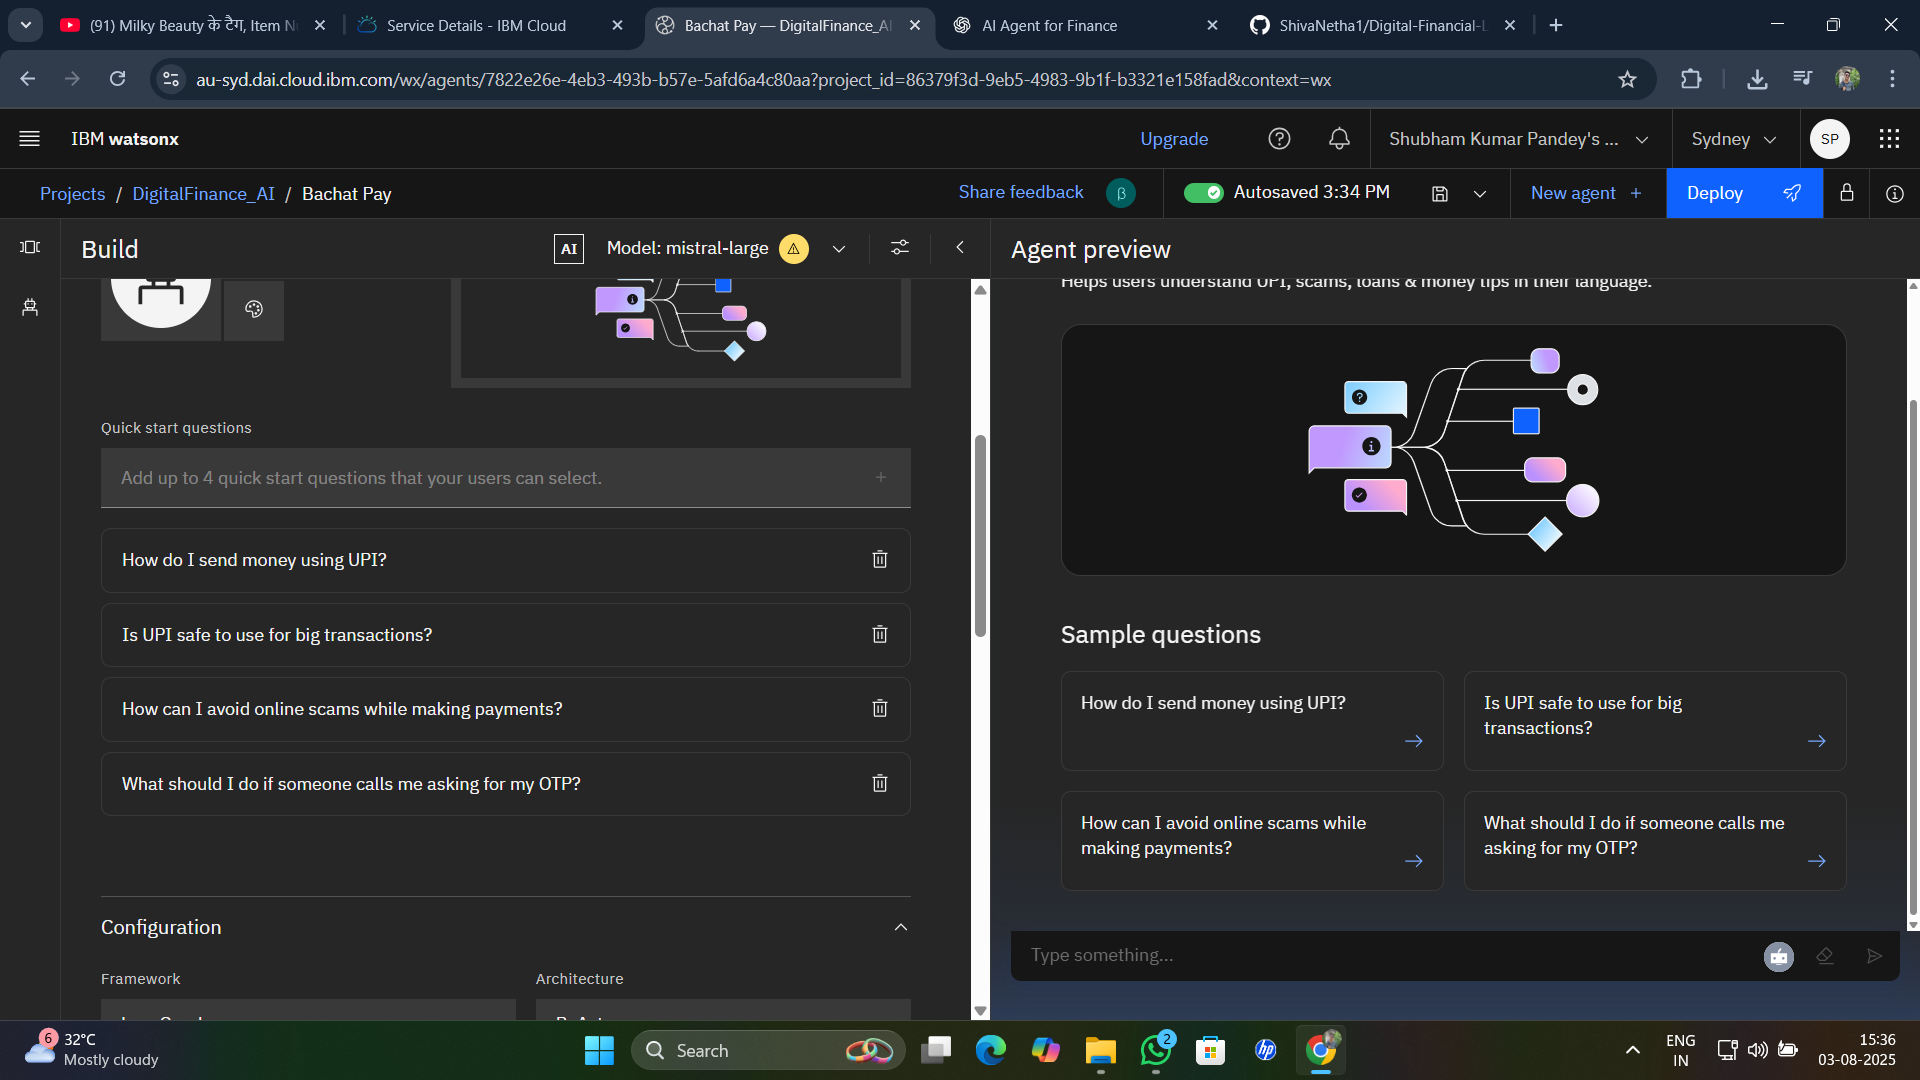 (91) Milky Beauty के टैग, Item N
Service Details - IBM Cloud
Bachat Pay — DigitalFinance_AI
AI Agent for Finance
ShivaNetha1/Digital-Financial-L
au-syd.dai.cloud.ibm.com/wx/agents/7822e26e-4eb3-493b-b57e-5afd6a4c80aa?project_id=86379f3d-9eb5-4983-9b1f-b3321e158fad&context=wx
IBM watsonx
Upgrade
Shubham Kumar Pandey's ...
Sydney
SP
Projects / DigitalFinance_AI / Bachat Pay
Share feedback
β
Autosaved 3:34 PM
New agent +
Deploy
Build
AI
Model: mistral-large
Agent preview
Helps users understand UPI, scams, loans & money tips in their language.
Quick start questions
Add up to 4 quick start questions that your users can select.
How do I send money using UPI?
Is UPI safe to use for big transactions?
How can I avoid online scams while making payments?
What should I do if someone calls me asking for my OTP?
Configuration
Framework
Architecture
Sample questions
How do I send money using UPI?
Is UPI safe to use for big
transactions?
How can I avoid online scams while
making payments?
What should I do if someone calls me
asking for my OTP?
Type something...
6
32°C
Mostly cloudy
Search
2
hp
ENG
IN
15:36
03-08-2025